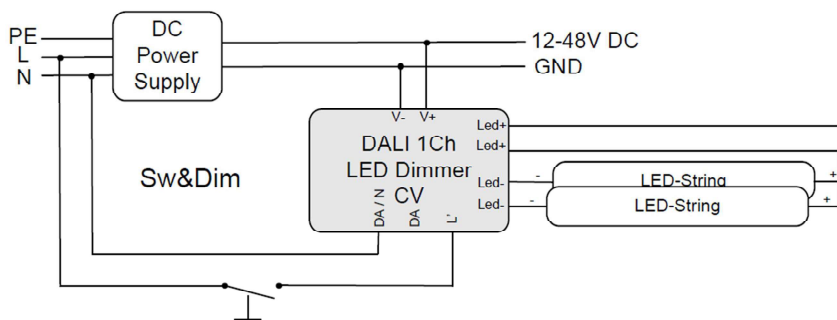 PE
L
N
DC
Power
Supply
12-48V DC
GND
V- V+
DALI 1Ch
LED Dimmer
CV
Led+
Led+
Led-
Led-
DA / N
DA
L'
Sw&Dim
- LED-String +
- LED-String +